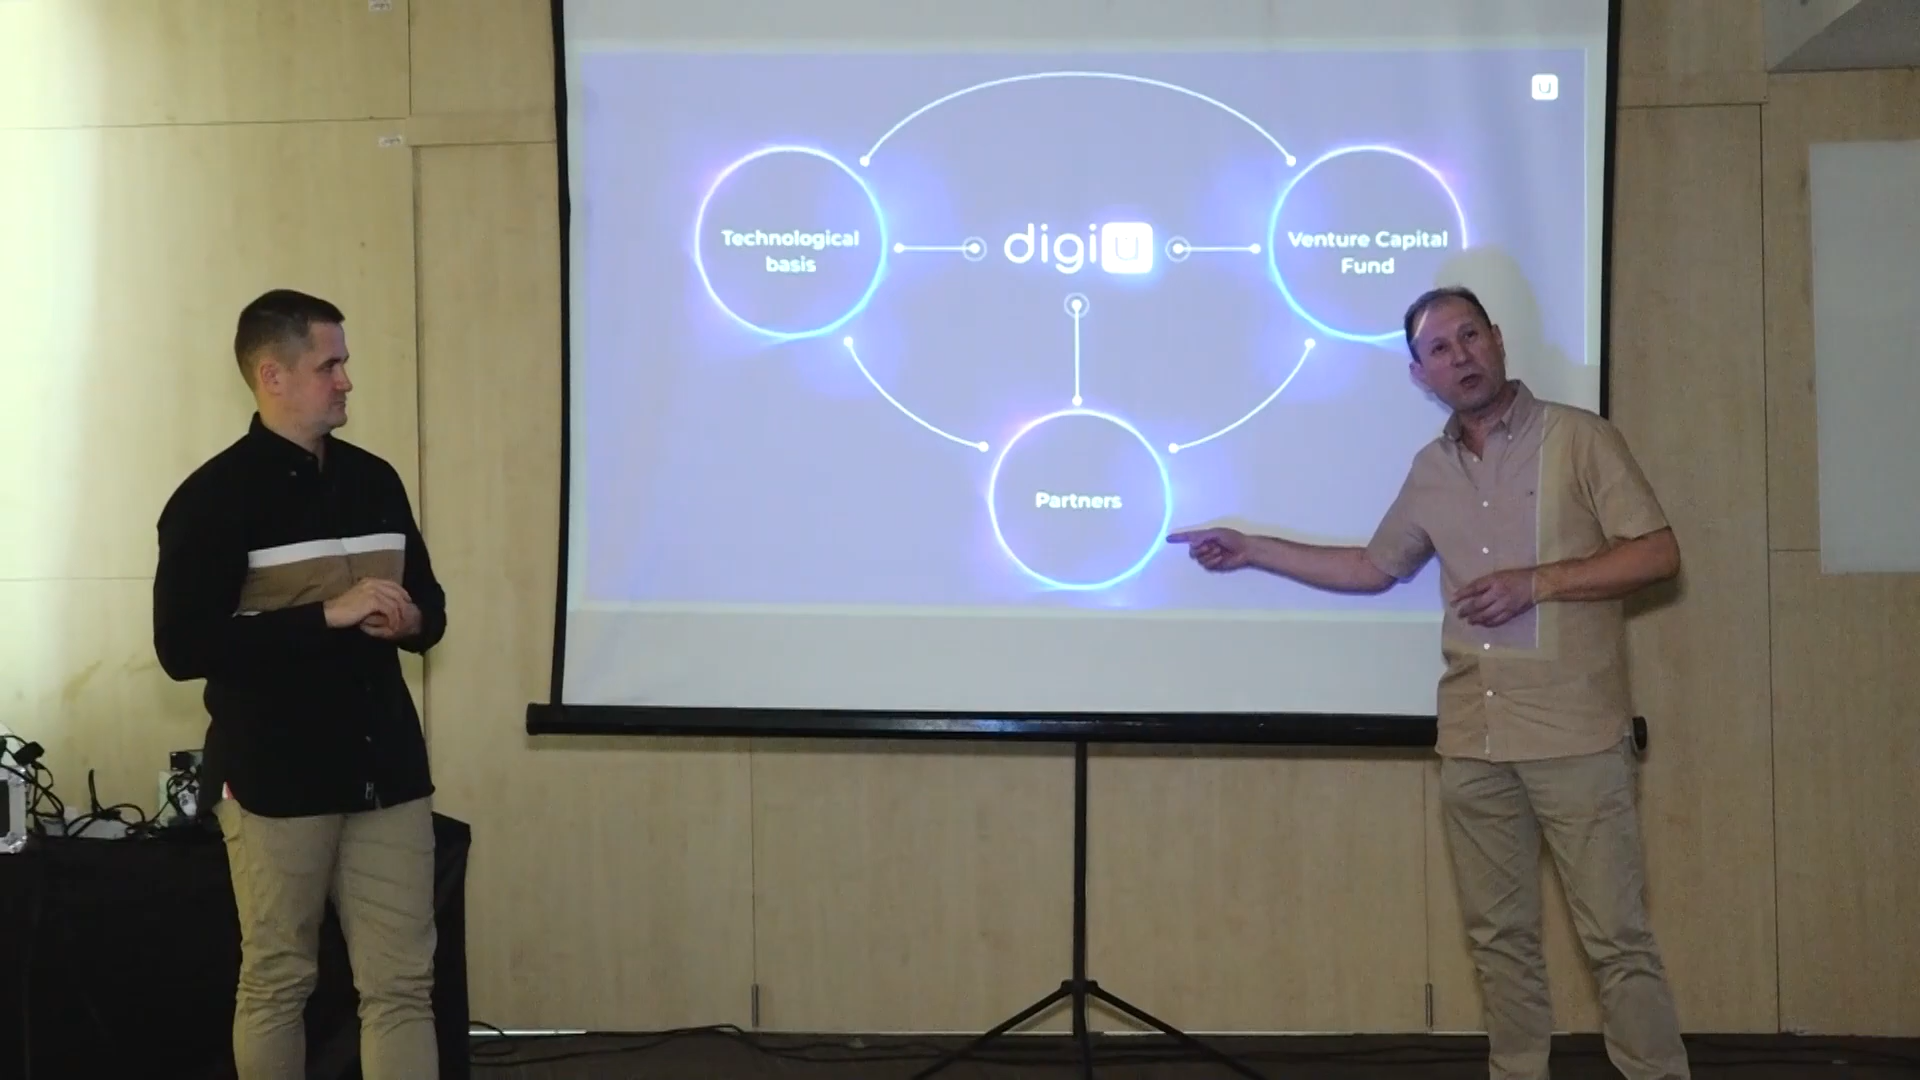 U
Technological
basis
digiU
Venture Capital
Fund
Partners